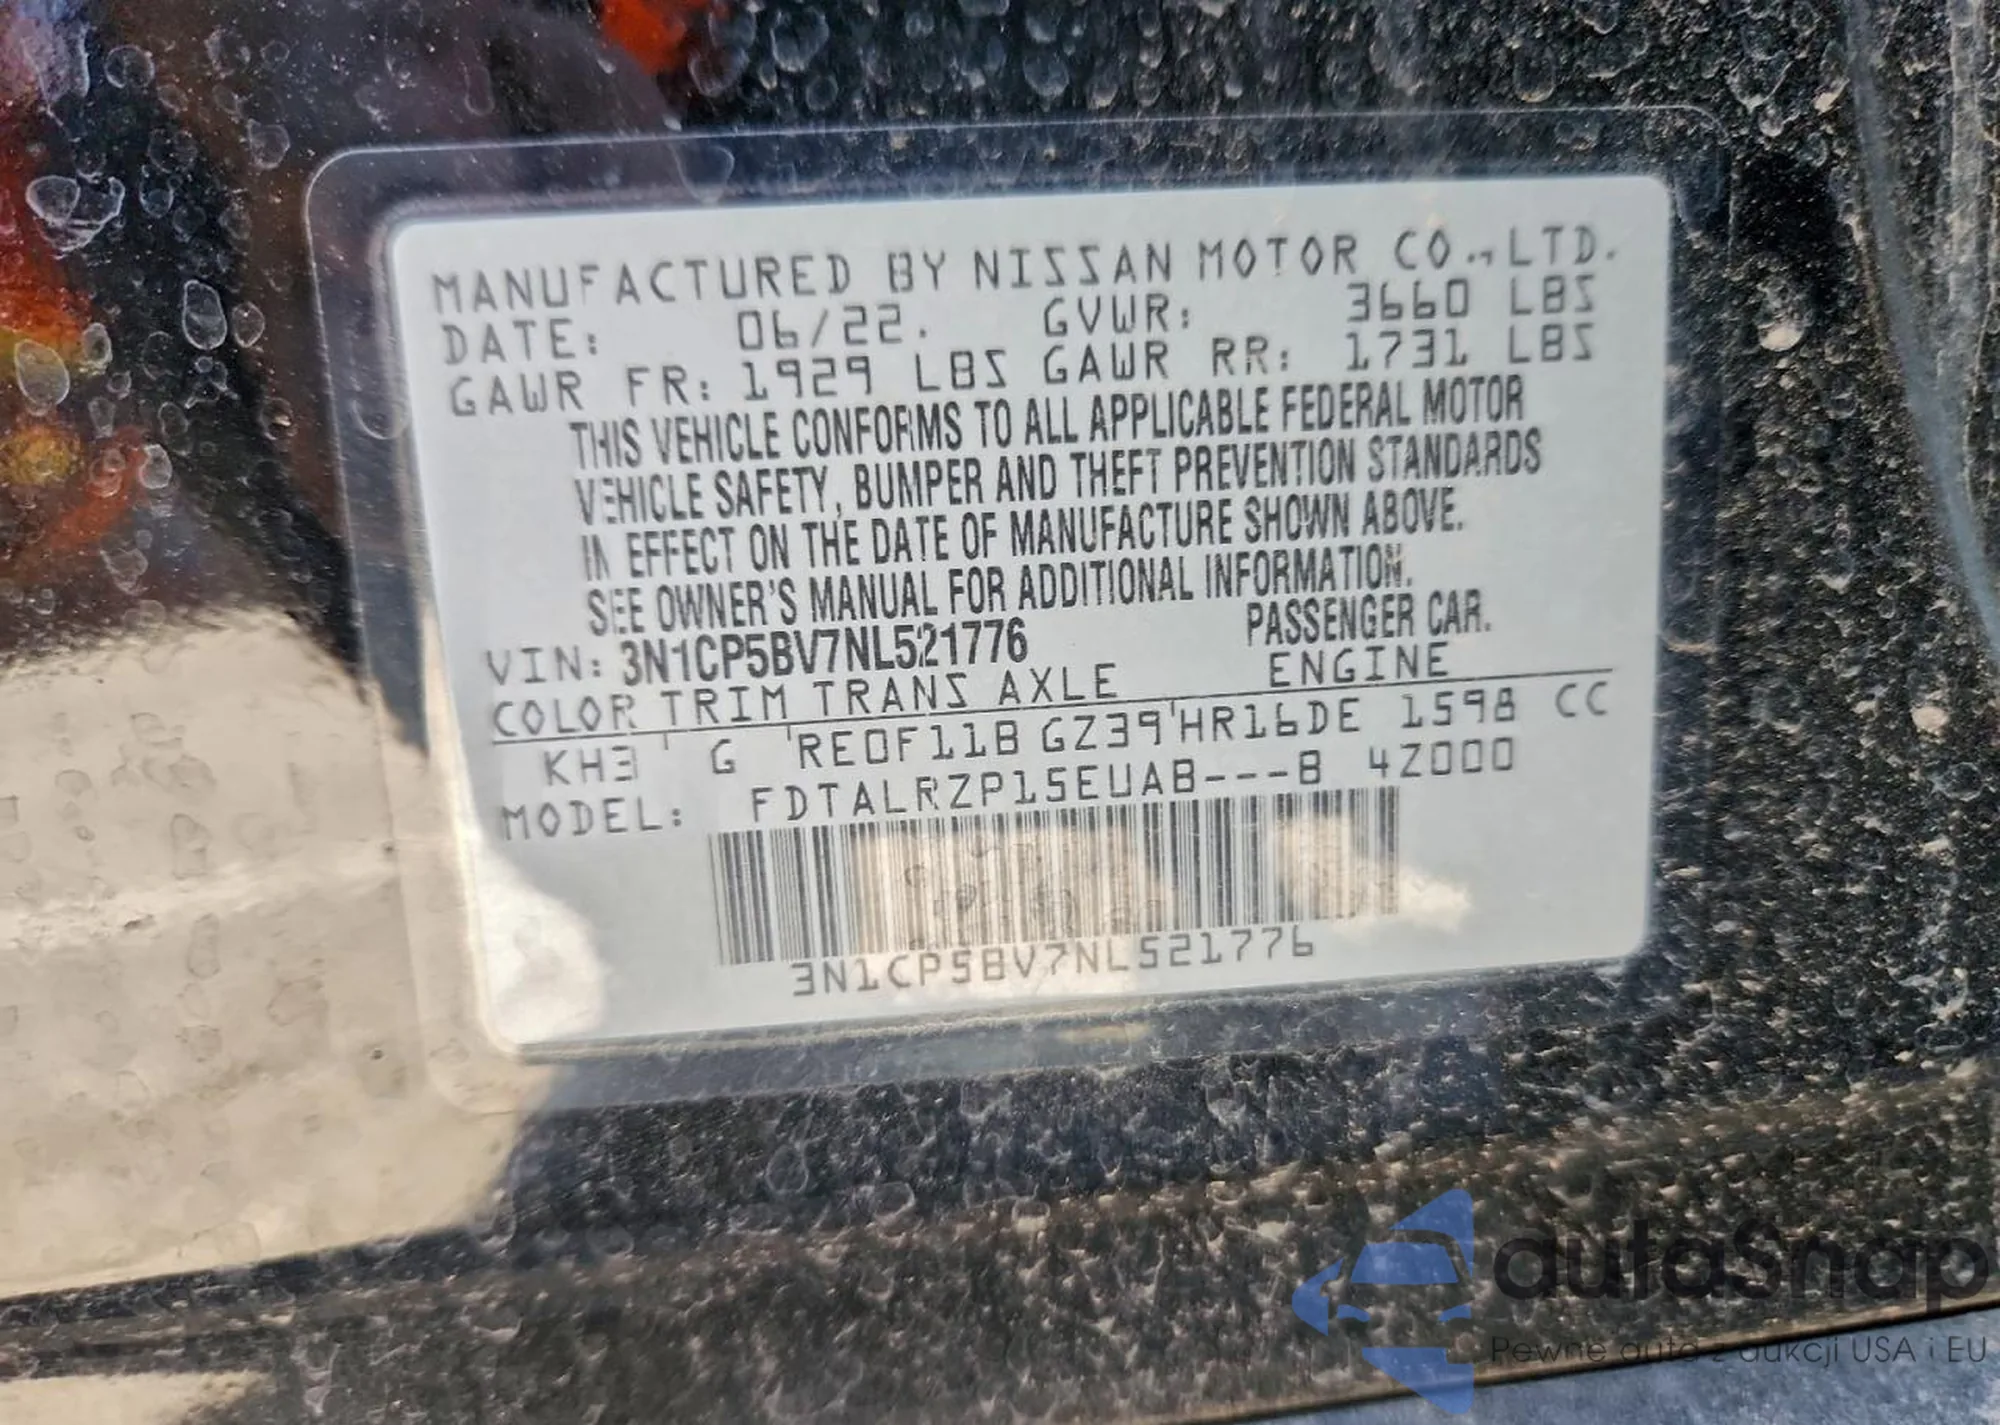 MANUFACTURED BY NISSAN MOTOR CO., LTD.
DATE: 06/22. GVWR: 3660 LBS
GAWR FR: 1929 LBS GAWR RR: 1731 LBS
THIS VEHICLE CONFORMS TO ALL APPLICABLE FEDERAL MOTOR
VEHICLE SAFETY, BUMPER AND THEFT PREVENTION STANDARDS
IN EFFECT ON THE DATE OF MANUFACTURE SHOWN ABOVE.
SEE OWNER'S MANUAL FOR ADDITIONAL INFORMATION.
VIN: 3N1CP5BV7NL521776 PASSENGER CAR.
COLOR TRIM TRANS AXLE ENGINE
KH3 ' G 'RE0F11B GZ39'HR16DE 1598 CC
MODEL: FDTALRZP15EUAB---B 4Z000
3N1CP5BV7NL521776
autaSnap
Pewne auta z aukcji USA i EU